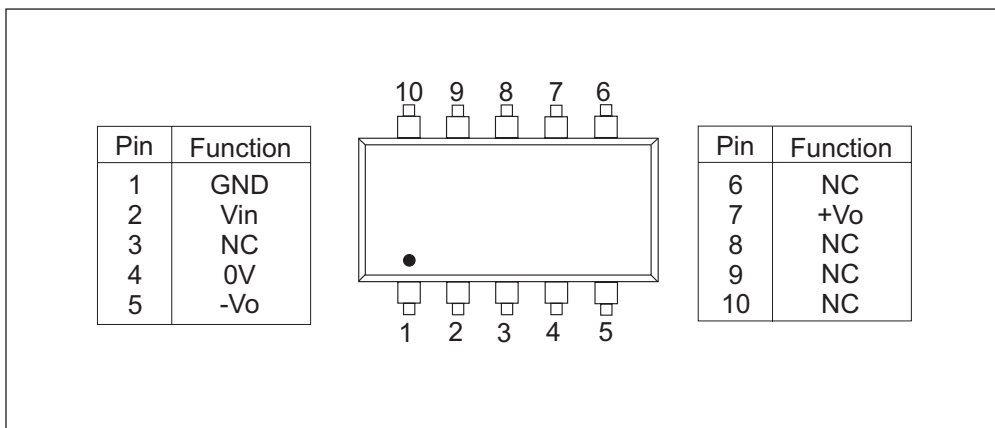 10 9 8 7 6
Pin Function
1 GND
2 Vin
3 NC
4 0V
5 -Vo
1 2 3 4 5
Pin Function
6 NC
7 +Vo
8 NC
9 NC
10 NC